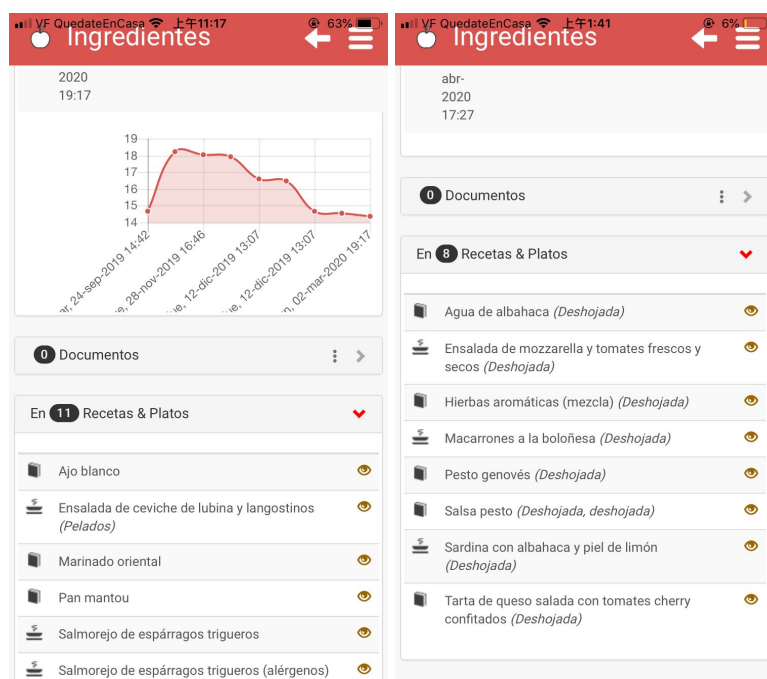 VF QuedateEnCasa 上午11:17 63%
Ingredientes
2020
19:17
19
18
17
16
15
14
24-sep-2019 14:42
28-nov-2019 16:46
12-dic-2019 13:07
12-dic-2019 13:07
02-mar-2020 19:17
0 Documentos
En 11 Recetas & Platos
Ajo blanco
Ensalada de ceviche de lubina y langostinos
(Pelados)
Marinado oriental
Pan mantou
Salmorejo de espárragos trigueros
Salmorejo de espárragos trigueros (alérgenos)
VF QuedateEnCasa 上午1:41 6%
Ingredientes
abr-
2020
17:27
0 Documentos
En 8 Recetas & Platos
Agua de albahaca (Deshojada)
Ensalada de mozzarella y tomates frescos y
secos (Deshojada)
Hierbas aromáticas (mezcla) (Deshojada)
Macarrones a la boloñesa (Deshojada)
Pesto genovés (Deshojada)
Salsa pesto (Deshojada, deshojada)
Sardina con albahaca y piel de limón
(Deshojada)
Tarta de queso salada con tomates cherry
confitados (Deshojada)